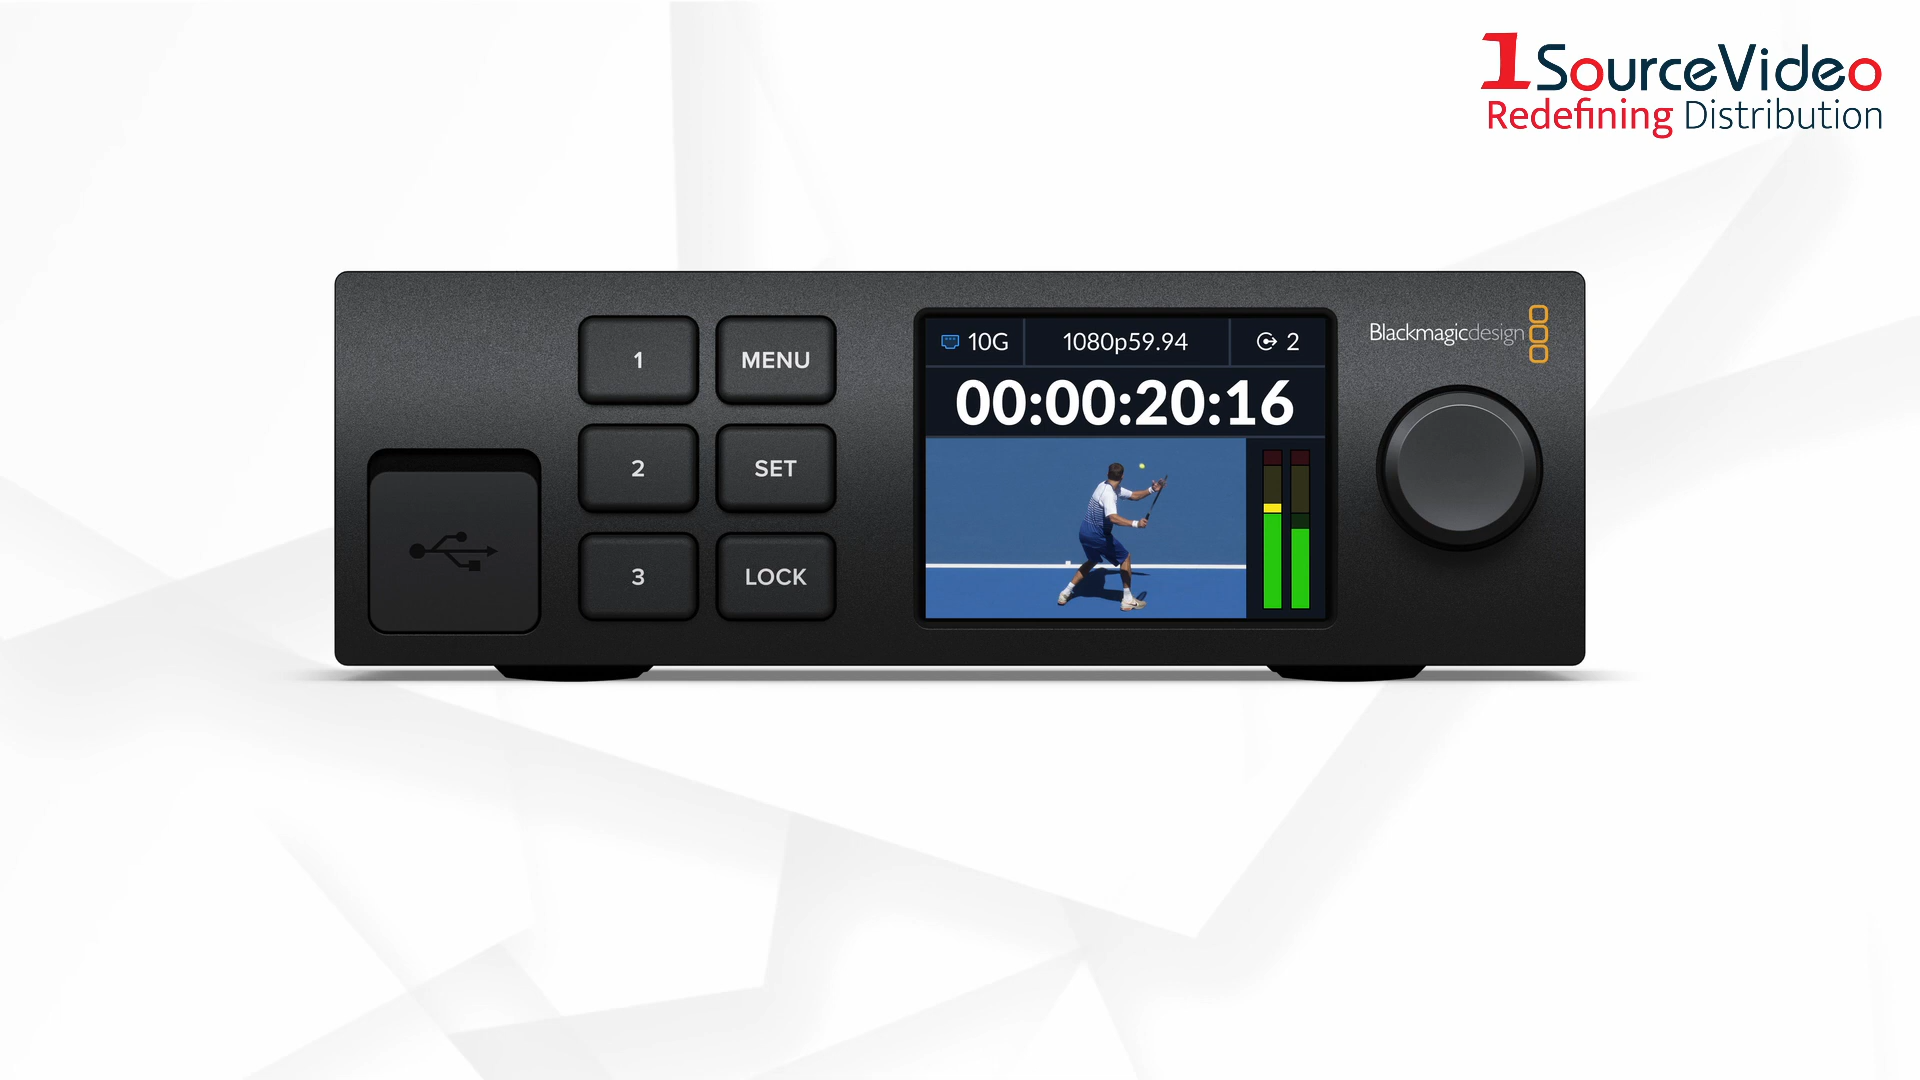 1SourceVideo
Redefining Distribution
Blackmagicdesign
10G 1080p59.94 2
00:00:20:16
1 MENU
2 SET
3 LOCK